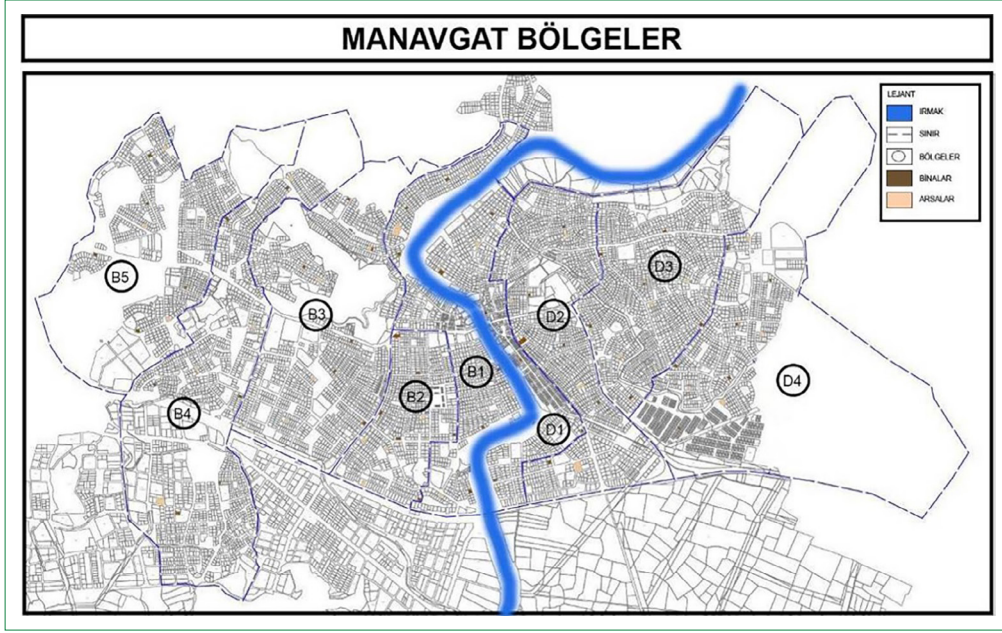 MANAVGAT BÖLGELER
LEJANT
IRMAK
SINIR
BÖLGELER
BİNALAR
ARSALAR
B5
B3
D3
D2
B1
B2
D4
B4
D1